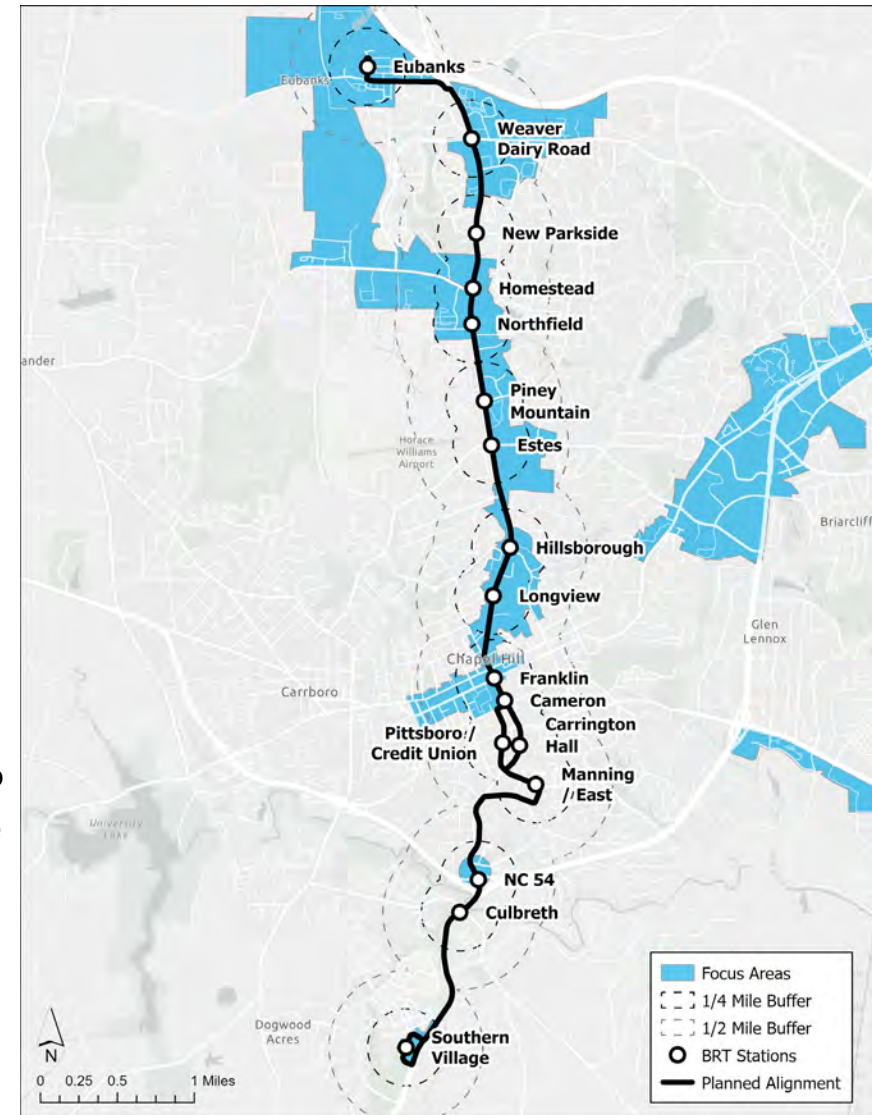 Eubanks
Eubanks
Weaver
Dairy Road
New Parkside
Homestead
Northfield
ander
Piney
Mountain
Horace
Williams
Airport
Estes
Briarcliff
Hillsborough
Longview
Glen
Lennox
Chapel Hill
Franklin
Carrboro
Cameron
Pittsboro
Credit Union
Carrington
Hall
Manning
/ East
University
Lake
NC 54
Culbreth
Dogwood
Acres
Southern
Village
N
0 0.25 0.5 1 Miles
Focus Areas
1/4 Mile Buffer
1/2 Mile Buffer
BRT Stations
Planned Alignment